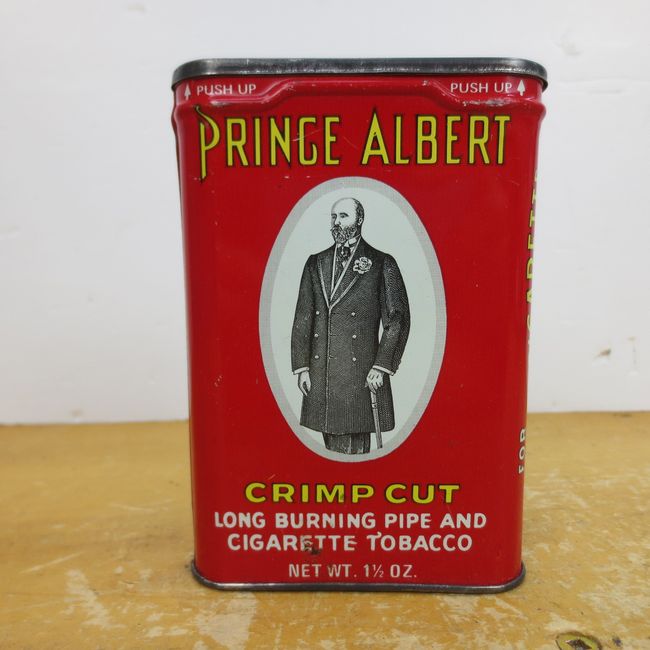 PUSH UP PUSH UP
PRINCE ALBERT
CRIMP CUT
LONG BURNING PIPE AND
CIGARETTE TOBACCO
NET WT. 1½ OZ.
FOR